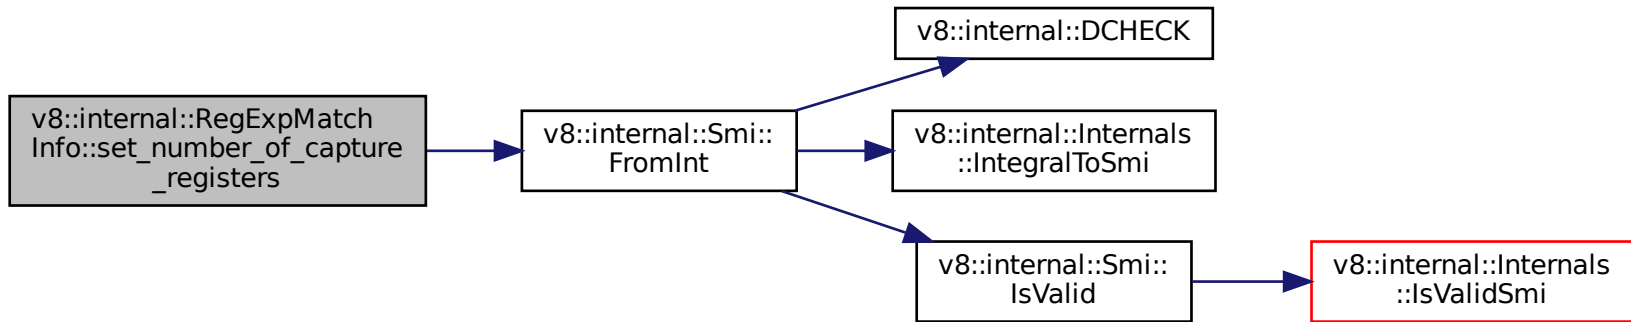 v8::internal::RegExpMatch
Info::set_number_of_capture
_registers
v8::internal::Smi::
FromInt
v8::internal::DCHECK
v8::internal::Internals
::IntegralToSmi
v8::internal::Smi::
IsValid
v8::internal::Internals
::IsValidSmi